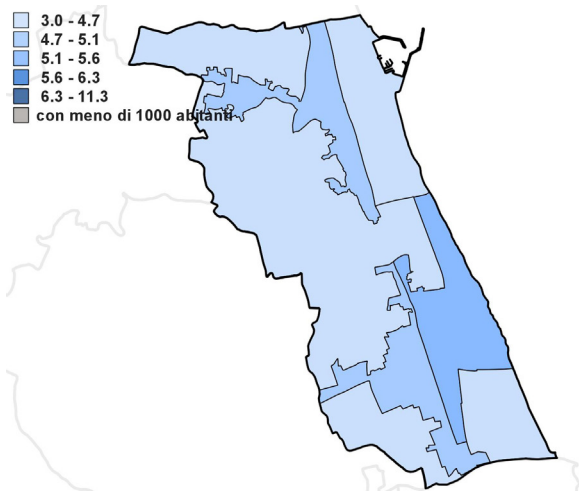 3.0 - 4.7
4.7 - 5.1
5.1 - 5.6
5.6 - 6.3
6.3 - 11.3
con meno di 1000 abitanti